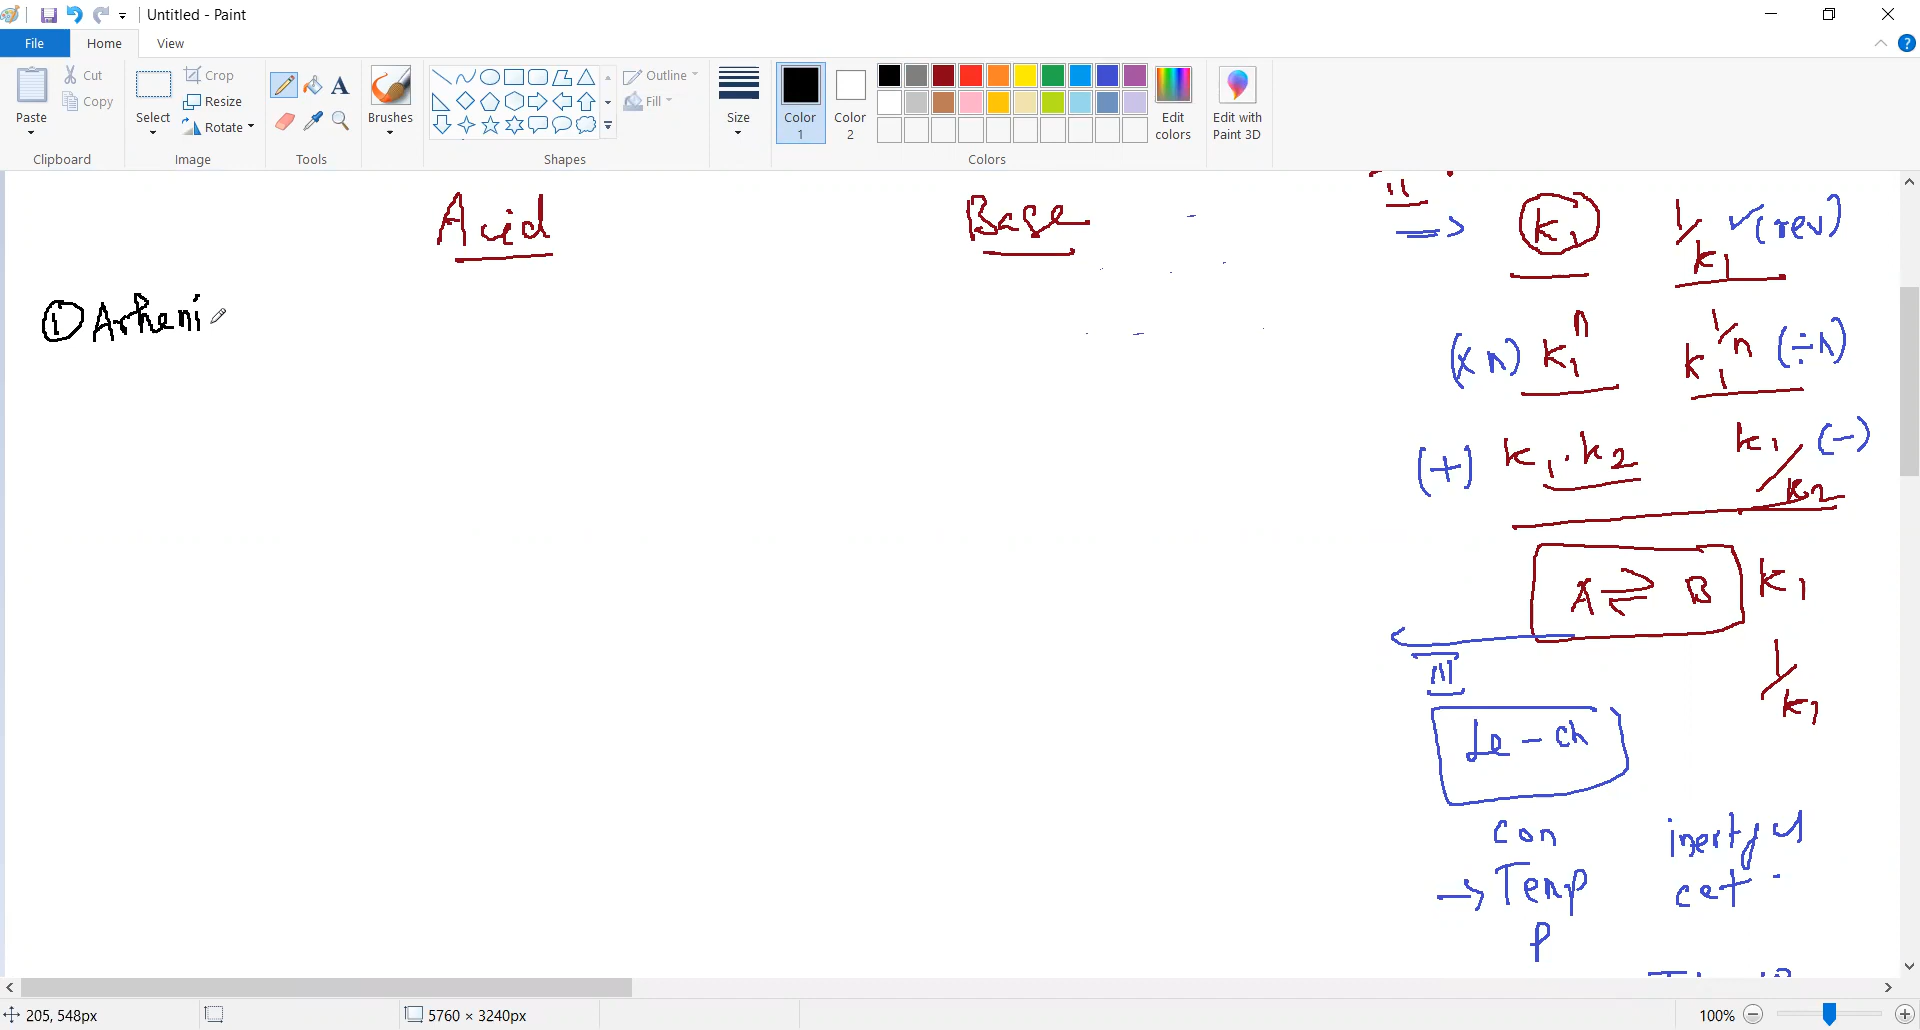 Untitled - Paint
File Home View
Paste Cut Copy Clipboard
Select Crop Resize Rotate Image
Tools
Brushes
Outline Fill Shapes
Size
Color 1 Color 2 Edit colors Colors
Edit with Paint 3D
Acid Base
① Arheni
II
⇒ k1 1/k1 ✓(rev)
(x n) k1^n k1^1/n (÷n)
(+) k1 . k2 k1/k2 (-)
A ⇌ B k1
1/k1
III
Le - ch
con
→ Temp cat
P
205, 548px 5760 × 3240px 100%